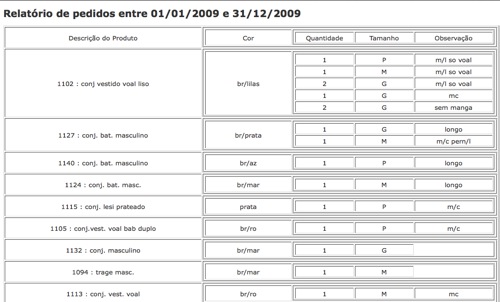 Relatório de pedidos entre 01/01/2009 e 31/12/2009
Descrição do Produto Cor Quantidade Tamanho Observação
1102 : conj vestido voal liso br/lilas 1 P m/l so voal
1 M m/l so voal
2 G m/l so voal
1 G mc
2 G sem manga
1127 : conj. bat. masculino br/prata 1 G longo
1 M m/c pem/l
1140 : conj. bat. masculino br/az 1 P longo
1124 : conj. bat. masc. br/mar 1 M longo
1115 : conj. lesi prateado prata 1 P m/c
1105 : conj.vest. voal bab duplo br/ro 1 P m/c
1132 : conj. masculino br/mar 1 G
1094 : trage masc. br/mar 1 M
1113 : conj. vest. voal br/ro 1 M mc